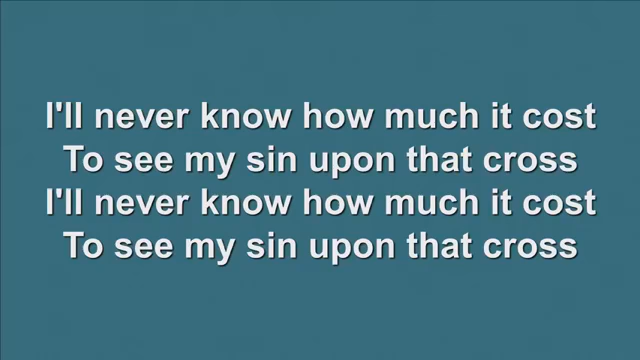 I'll never know how much it cost
To see my sin upon that cross
I'll never know how much it cost
To see my sin upon that cross